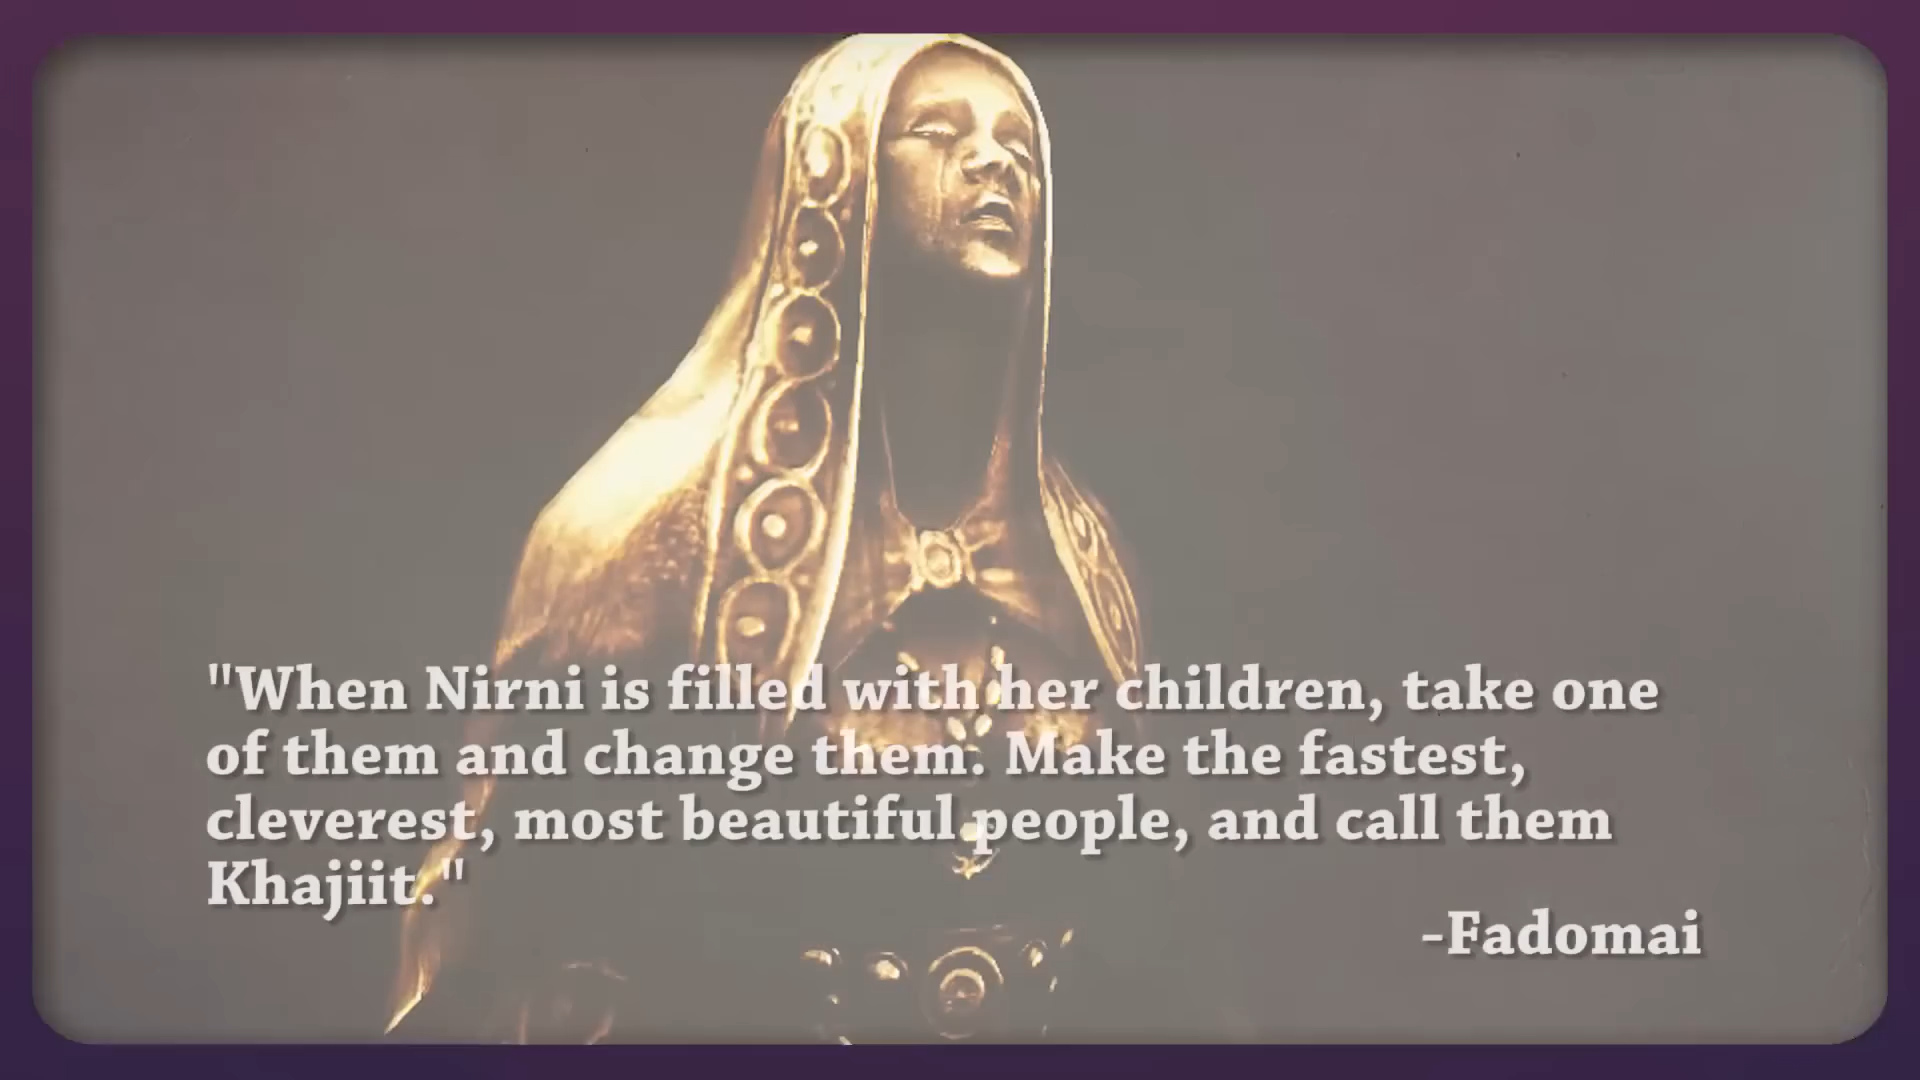 "When Nirni is filled with her children, take one
of them and change them. Make the fastest,
cleverest, most beautiful people, and call them
Khajiit."
-Fadomai